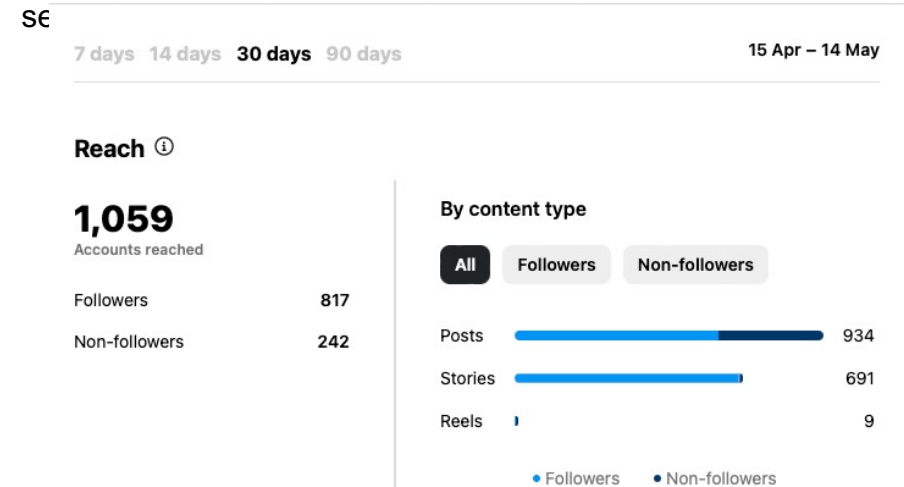 7 days 14 days 30 days 90 days 15 Apr – 14 May
Reach
1,059
Accounts reached
Followers 817
Non-followers 242
By content type
All Followers Non-followers
Posts 934
Stories 691
Reels 9
Followers Non-followers